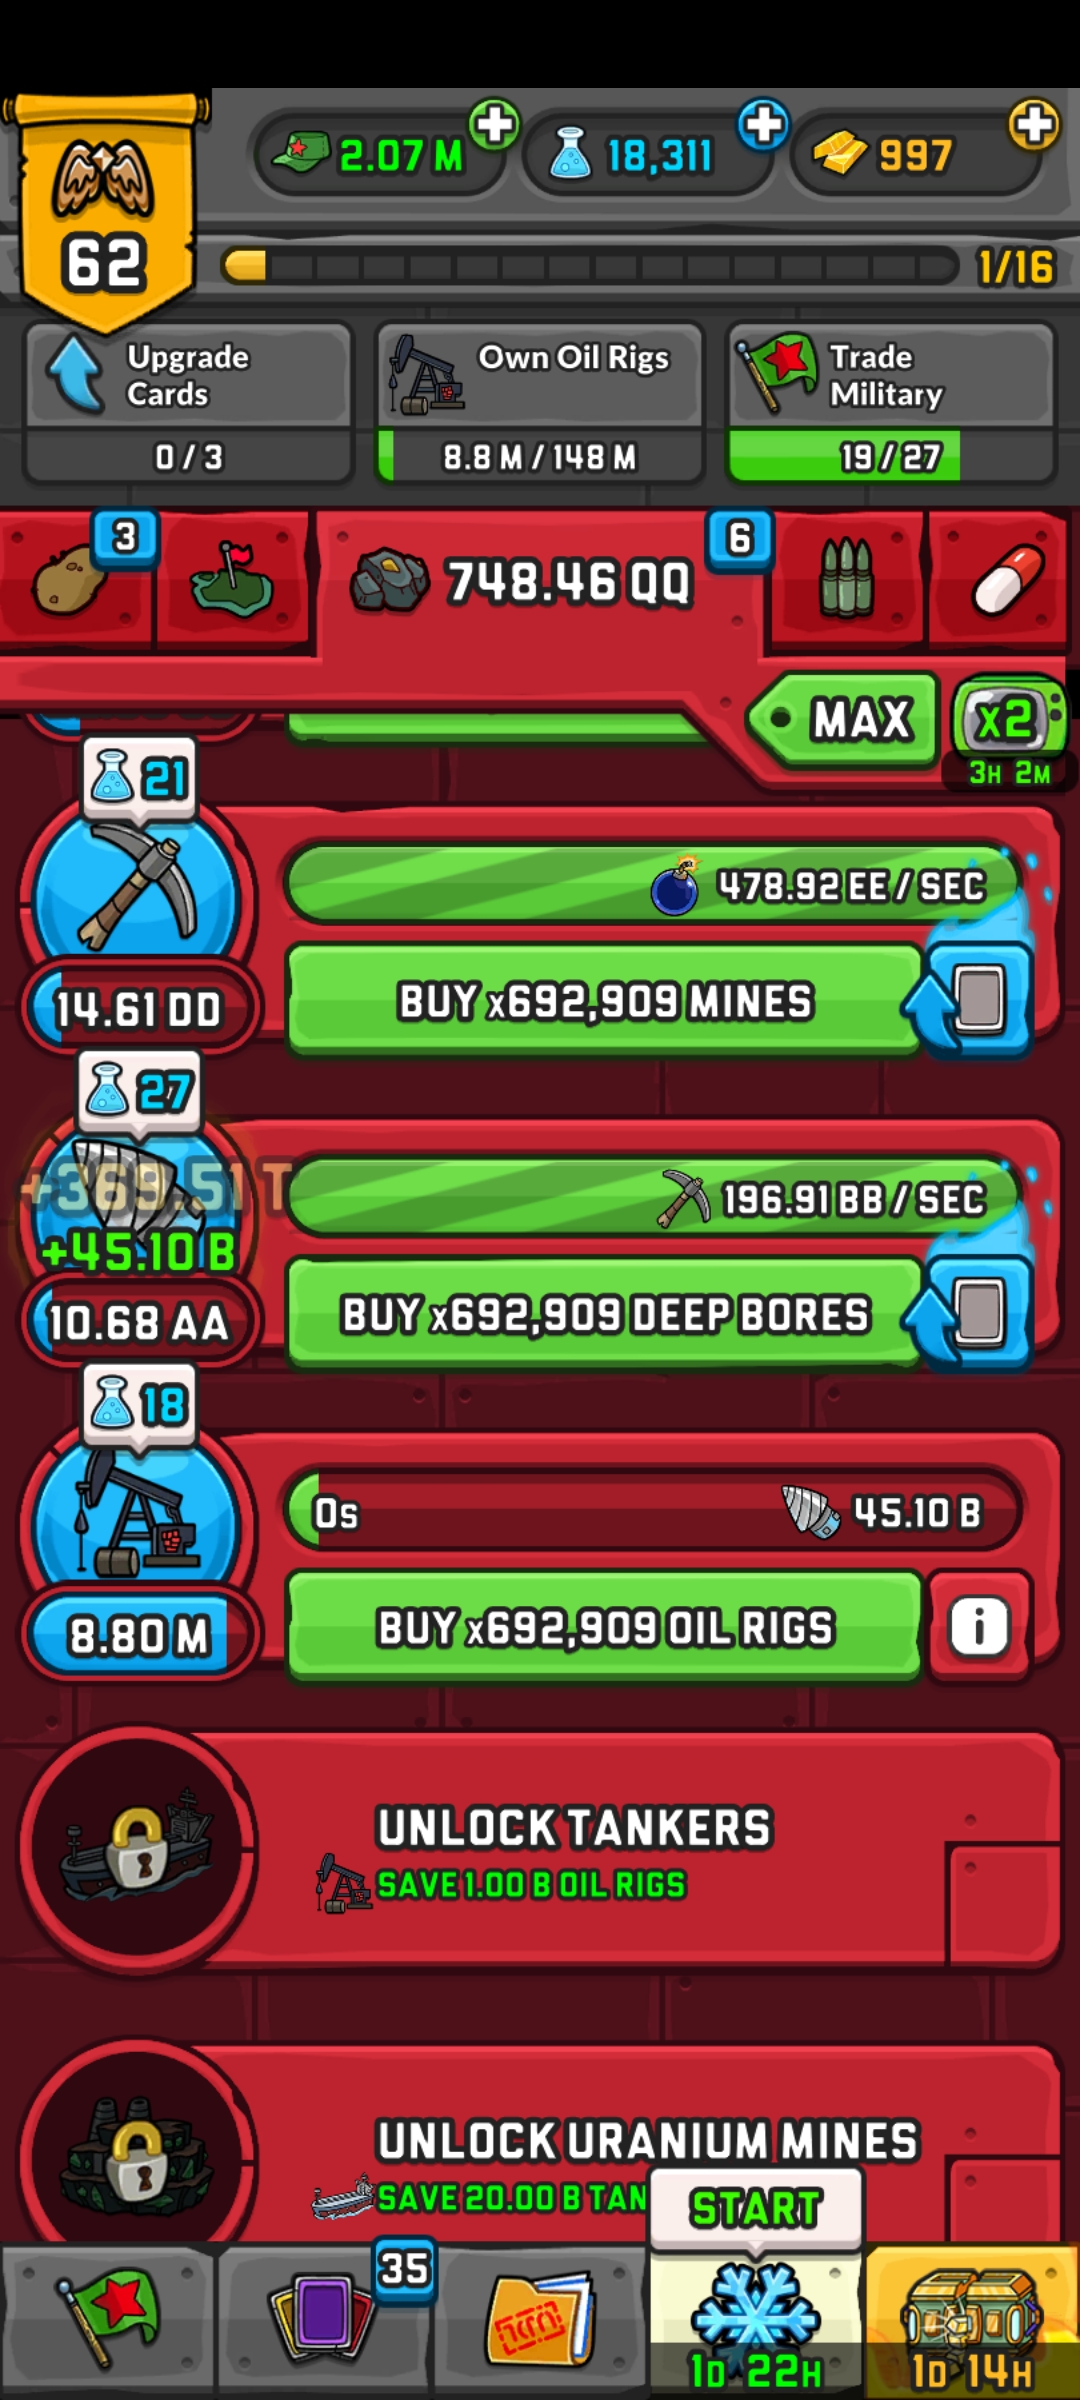 2.07 M
18,311
997
62
1/16
Upgrade
Cards
0 / 3
Own Oil Rigs
8.8 M / 148 M
Trade
Military
19 / 27
3
748.46 QQ
6
MAX
x2
3H 2M
21
478.92 EE / SEC
14.61 DD
BUY x692,909 MINES
27
+369.51 T
196.91 BB / SEC
+45.10 B
10.68 AA
BUY x692,909 DEEP BORES
18
0s
45.10 B
8.80 M
BUY x692,909 OIL RIGS
i
UNLOCK TANKERS
SAVE 1.00 B OIL RIGS
UNLOCK URANIUM MINES
SAVE 20.00 B TAN
START
35
1D 22H
1D 14H